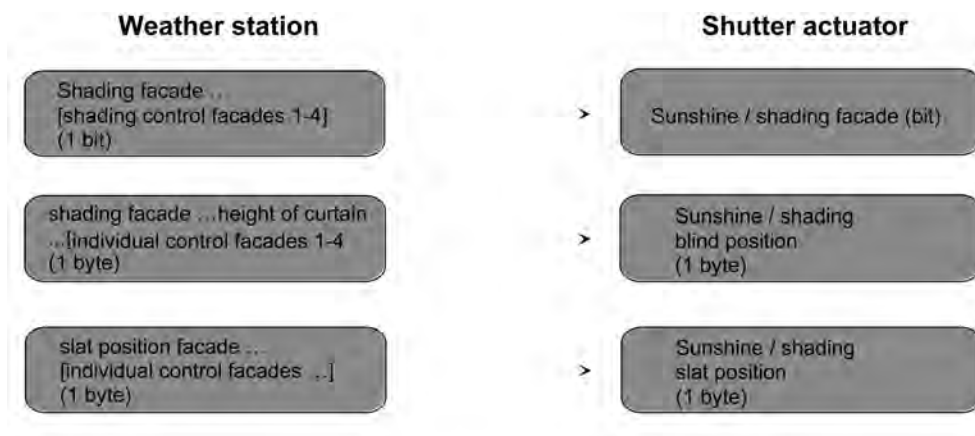 Weather station
Shutter actuator
Shading facade ...
[shading control facades 1-4]
(1 bit)
Sunshine / shading facade (bit)
shading facade ...height of curtain
...[individual control facades 1-4
(1 byte)
Sunshine / shading
blind position
(1 byte)
slat position facade ...
[individual control facades ...]
(1 byte)
Sunshine / shading
slat position
(1 byte)